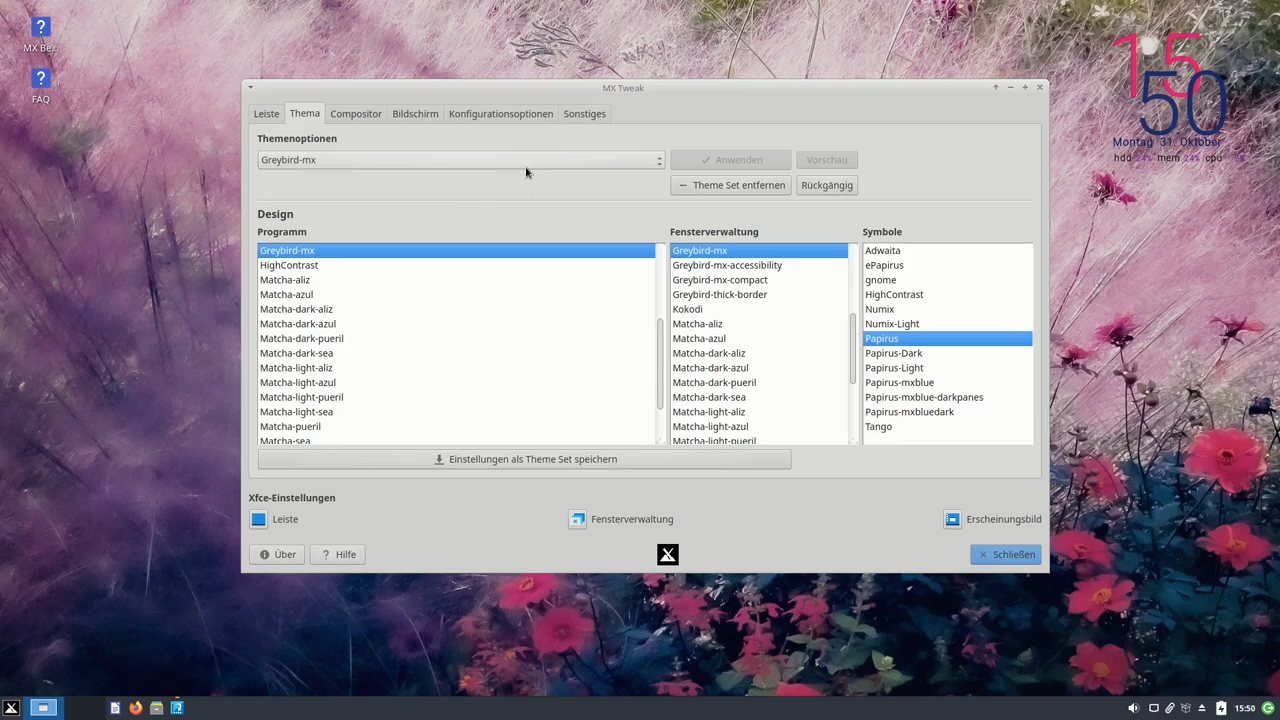 MX Be...
FAQ
15
50
Montag 31. Oktober
hdd 24% mem 24% cpu
MX Tweak
Leiste
Thema
Compositor
Bildschirm
Konfigurationsoptionen
Sonstiges
Themenoptionen
Greybird-mx
Anwenden
Vorschau
Theme Set entfernen
Rückgängig
Design
Programm
Greybird-mx
HighContrast
Matcha-aliz
Matcha-azul
Matcha-dark-aliz
Matcha-dark-azul
Matcha-dark-pueril
Matcha-dark-sea
Matcha-light-aliz
Matcha-light-azul
Matcha-light-pueril
Matcha-light-sea
Matcha-pueril
Matcha-sea
Fensterverwaltung
Greybird-mx
Greybird-mx-accessibility
Greybird-mx-compact
Greybird-thick-border
Kokodi
Matcha-aliz
Matcha-azul
Matcha-dark-aliz
Matcha-dark-azul
Matcha-dark-pueril
Matcha-dark-sea
Matcha-light-aliz
Matcha-light-azul
Matcha-light-pueril
Symbole
Adwaita
ePapirus
gnome
HighContrast
Numix
Numix-Light
Papirus
Papirus-Dark
Papirus-Light
Papirus-mxblue
Papirus-mxblue-darkpanes
Papirus-mxbluedark
Tango
Einstellungen als Theme Set speichern
Xfce-Einstellungen
Leiste
Fensterverwaltung
Erscheinungsbild
Über
? Hilfe
Schließen
15:50